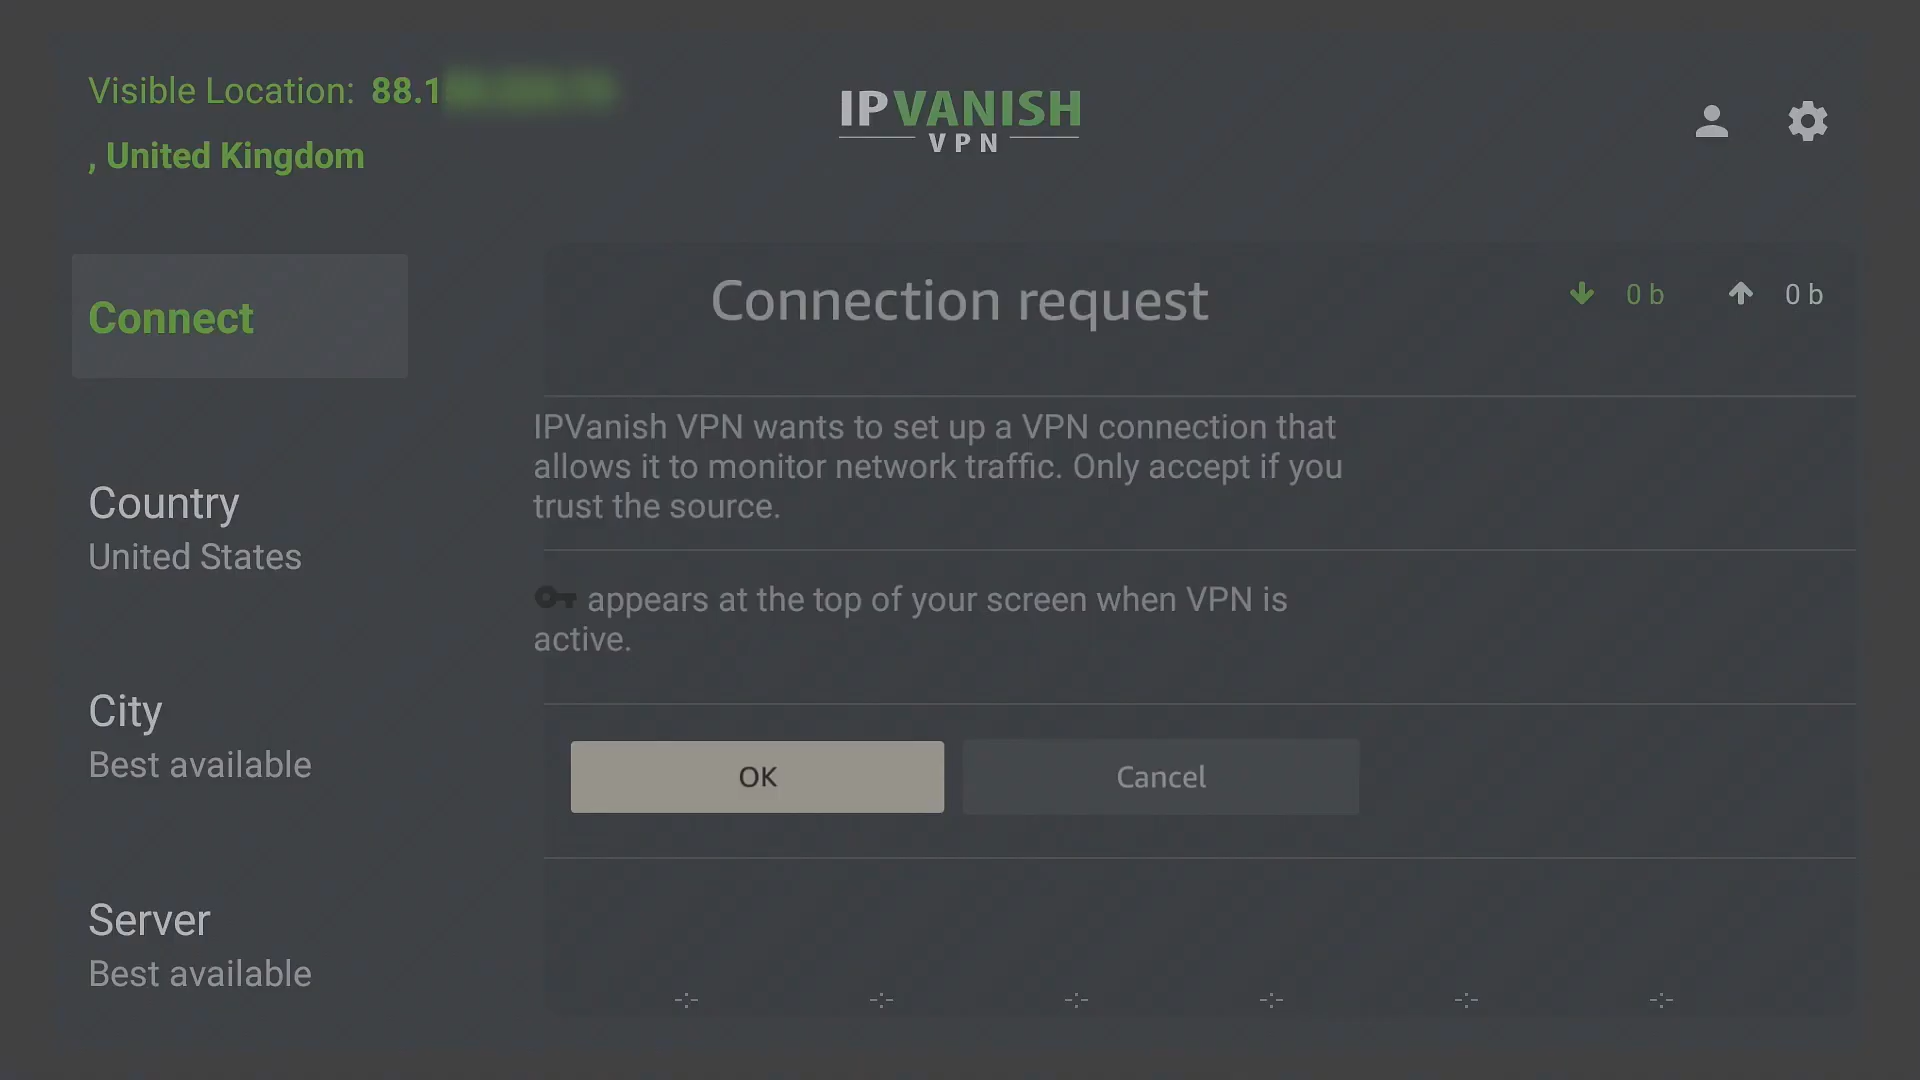 Visible Location: 88.1
, United Kingdom
IPVANISH
VPN
Connect
Connection request
0 b
0 b
IPVanish VPN wants to set up a VPN connection that
allows it to monitor network traffic. Only accept if you
trust the source.
Country
United States
appears at the top of your screen when VPN is
active.
City
Best available
OK
Cancel
Server
Best available